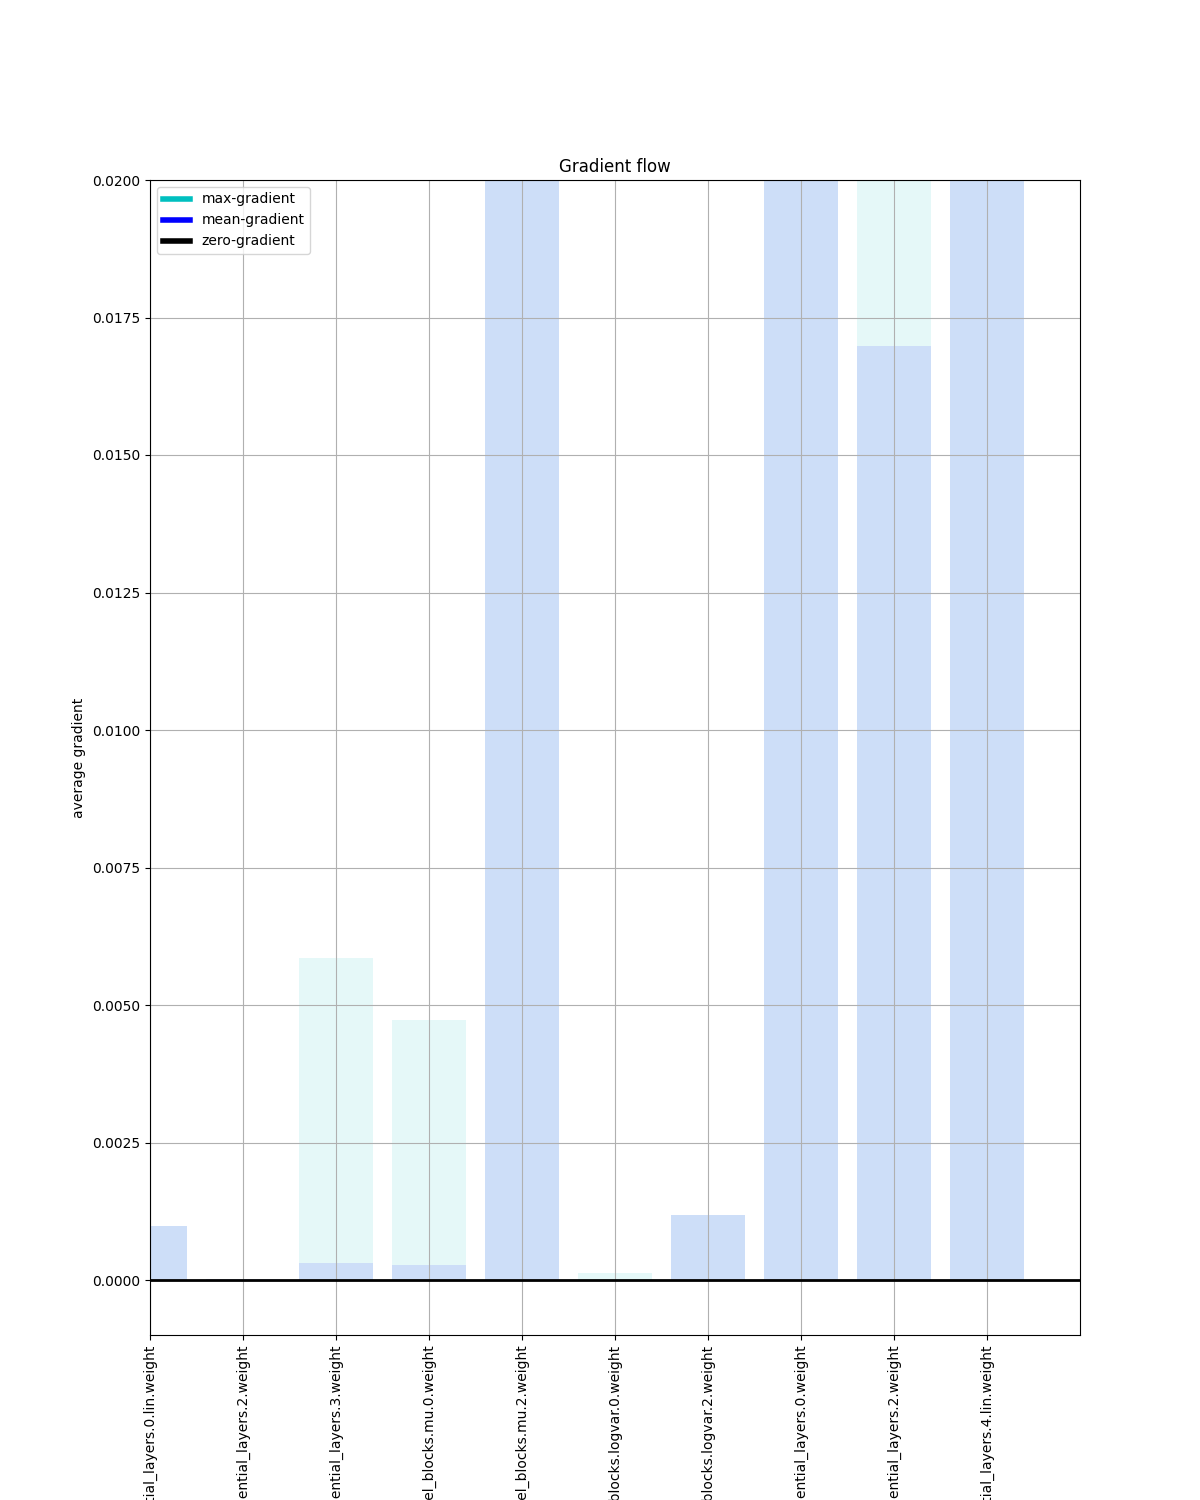 Gradient flow
max-gradient
mean-gradient
zero-gradient
average gradient
0.0200
0.0175
0.0150
0.0125
0.0100
0.0075
0.0050
0.0025
0.0000
tial_layers.0.lin.weight
ential_layers.2.weight
ential_layers.3.weight
el_blocks.mu.0.weight
el_blocks.mu.2.weight
blocks.logvar.0.weight
blocks.logvar.2.weight
ential_layers.0.weight
ential_layers.2.weight
tial_layers.4.lin.weight